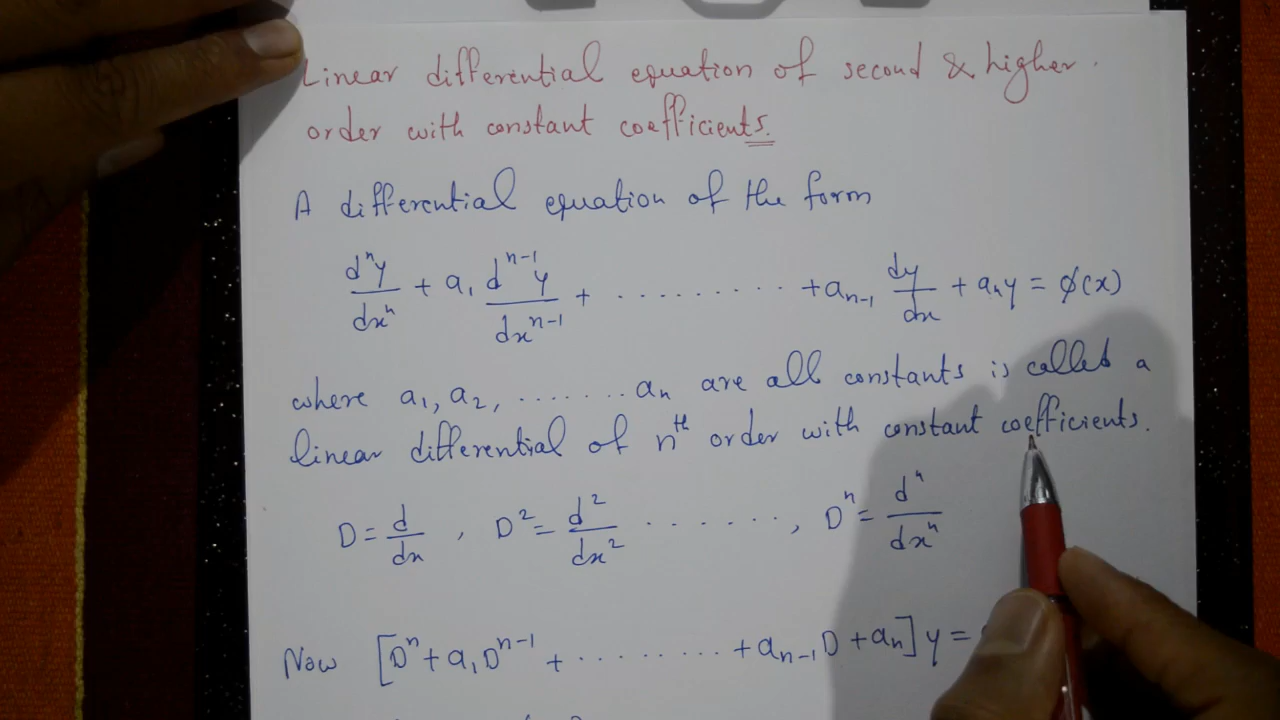 Linear differential equation of second & higher
order with constant coefficients.
A differential equation of the form
dⁿy/dxⁿ + a₁ dⁿ⁻¹y/dxⁿ⁻¹ + .......... + aₙ₋₁ dy/dx + aₙy = φ(x)
where a₁, a₂, ....... aₙ are all constants is called a
linear differential of nᵗʰ order with constant coefficients.
D = d/dx , D² = d²/dx² ......., Dⁿ = dⁿ/dxⁿ
Now [Dⁿ + a₁Dⁿ⁻¹ + ......... + aₙ₋₁D + aₙ] y =